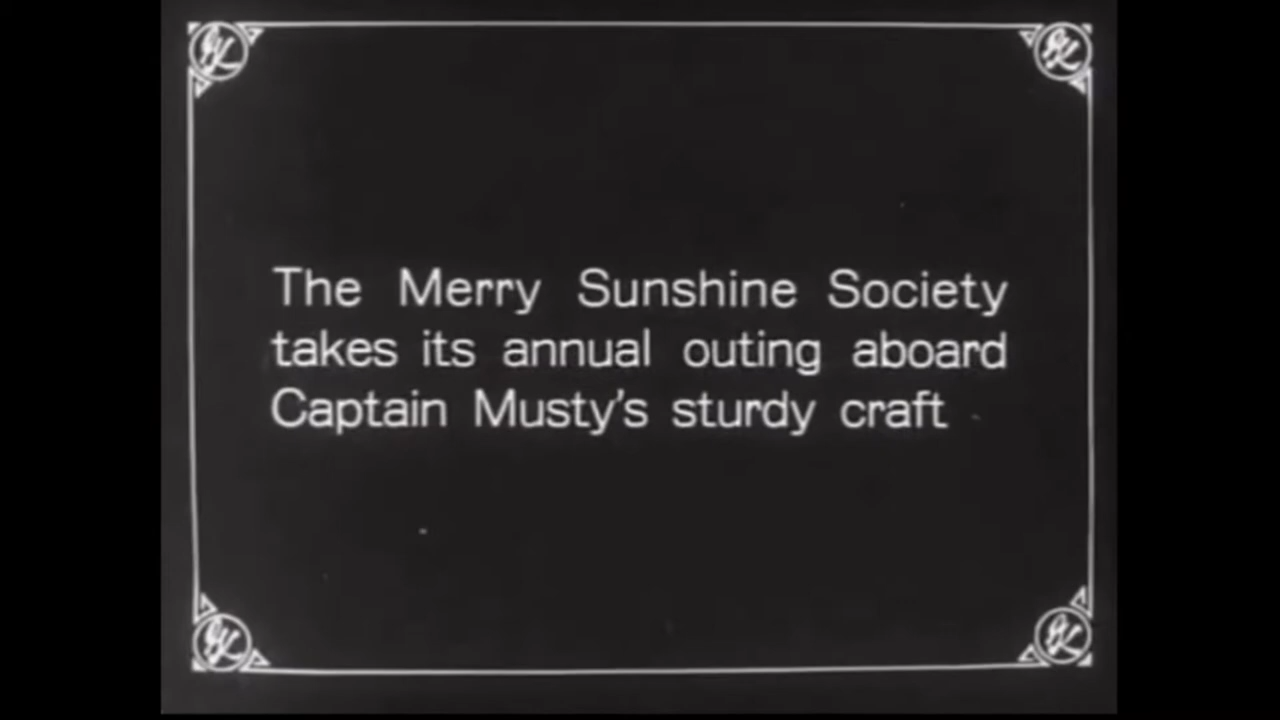 The Merry Sunshine Society
takes its annual outing aboard
Captain Musty's sturdy craft